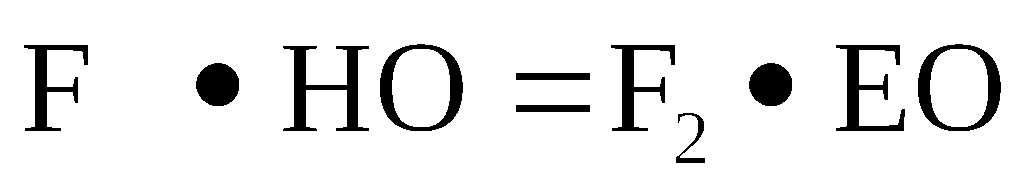 F • HO = F₂ • EO